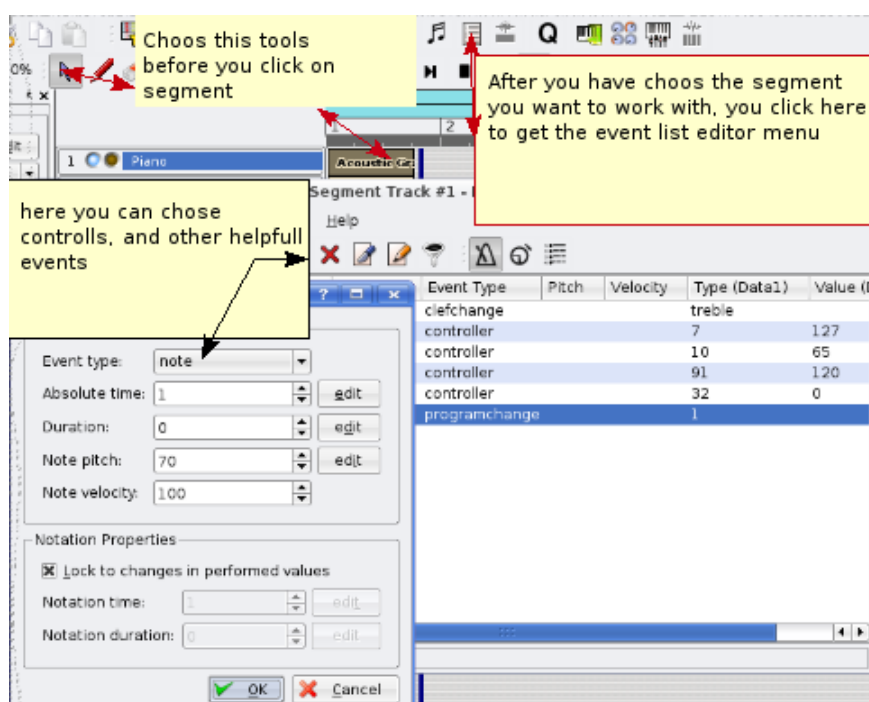 Choos this tools
before you click on
segment
After you have choos the segment
you want to work with, you click here
to get the event list editor menu
0%
Q
1 2
1 Piano
Acoustic
here you can chose
controlls, and other helpfull
events
Segment Track #1 -
Help
Event Type Pitch Velocity Type (Data1) Value
clefchange treble
controller 7 127
controller 10 65
controller 91 120
controller 32 0
programchange 1
Event type: note
Absolute time: 1 edit
Duration: 0 edit
Note pitch: 70 edit
Note velocity: 100
Notation Properties
Lock to changes in performed values
Notation time: 1 edit
Notation duration: 0 edit
OK Cancel